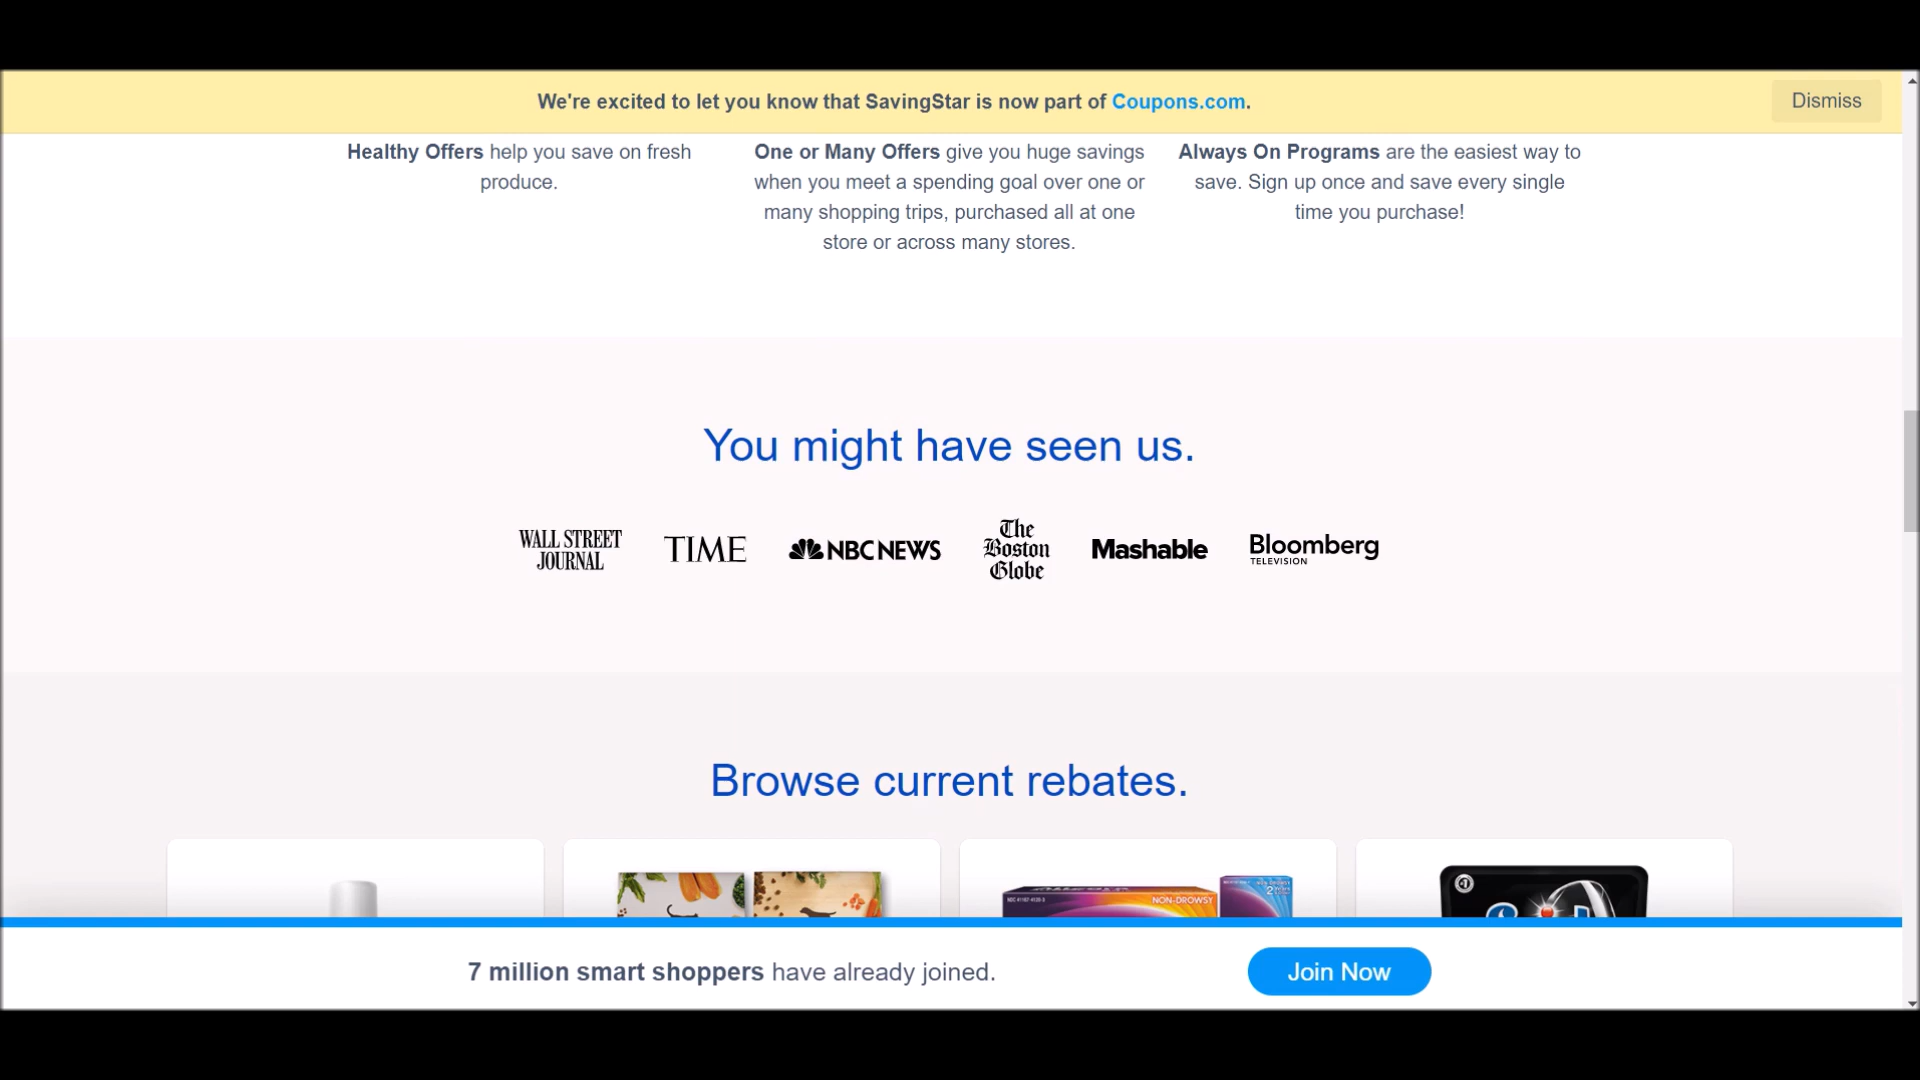 We're excited to let you know that SavingStar is now part of Coupons.com.
Dismiss
Healthy Offers help you save on fresh
produce.
One or Many Offers give you huge savings
when you meet a spending goal over one or
many shopping trips, purchased all at one
store or across many stores.
Always On Programs are the easiest way to
save. Sign up once and save every single
time you purchase!
You might have seen us.
WALL STREET
JOURNAL
TIME
NBC NEWS
The
Boston
Globe
Mashable
Bloomberg
TELEVISION
Browse current rebates.
NON-DROWSY
7 million smart shoppers have already joined.
Join Now